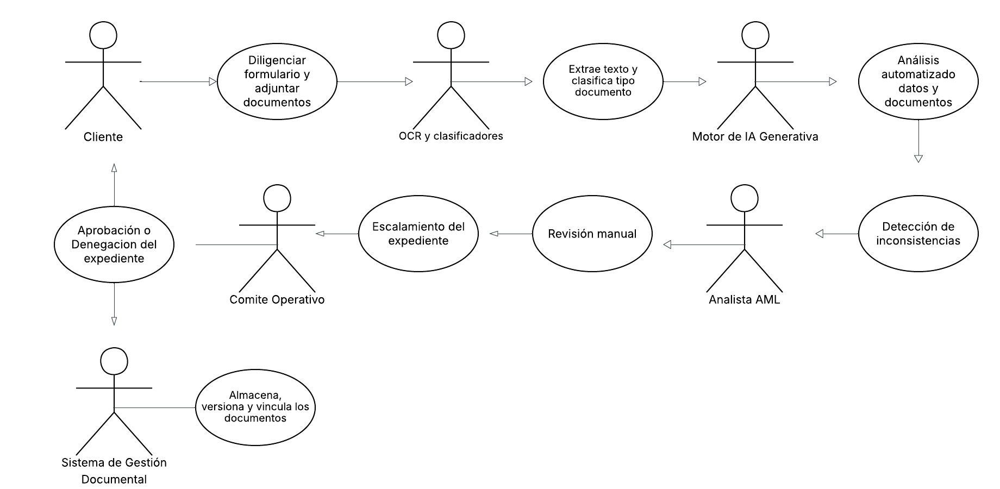 Diligenciar
formulario y
adjuntar
documentos
Cliente
Extrae texto y
clasifica tipo
documento
OCR y clasificadores
Motor de IA Generativa
Análisis
automatizado
datos y
documentos
Detección de
inconsistencias
Analista AML
Revisión manual
Escalamiento del
expediente
Comite Operativo
Aprobación o
Denegacion del
expediente
Sistema de Gestión
Documental
Almacena,
versiona y vincula los
documentos